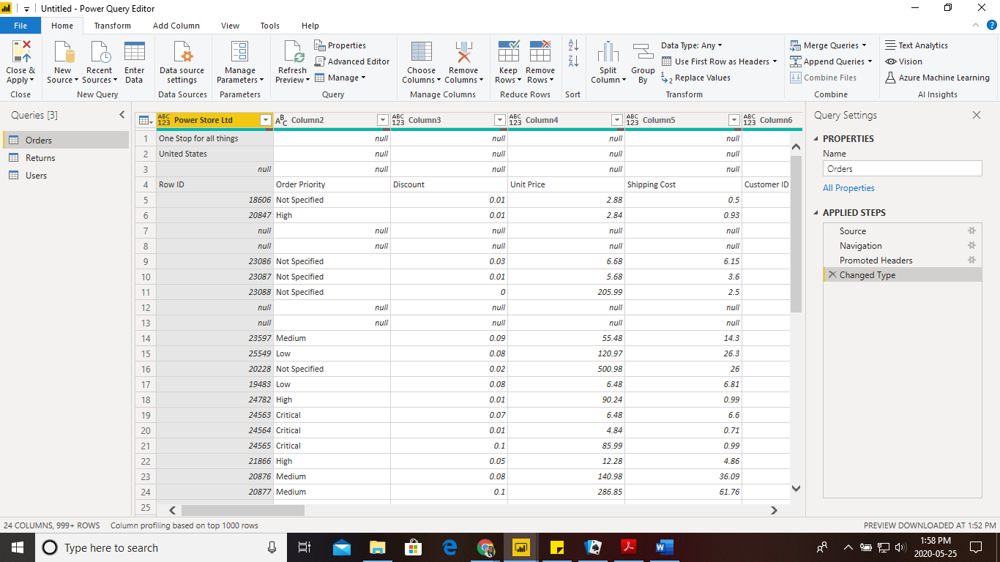 Untitled - Power Query Editor
File Home Transform Add Column View Tools Help
Close & Apply
Close
New Source
Recent Sources
Enter Data
New Query
Data source settings
Data Sources
Manage Parameters
Parameters
Refresh Preview
Properties
Advanced Editor
Manage
Query
Choose Columns
Remove Columns
Manage Columns
Keep Rows
Remove Rows
Reduce Rows
Sort
Split Column
Group By
Data Type: Any
Use First Row as Headers
Replace Values
Transform
Merge Queries
Append Queries
Combine Files
Combine
Text Analytics
Vision
Azure Machine Learning
AI Insights
Queries [3]
Orders
Returns
Users
ABC 123 Power Store Ltd ABC Column2 ABC 123 Column3 ABC 123 Column4 ABC 123 Column5 ABC 123 Column6
1 One Stop for all things null null null null
2 United States null null null null
3 null null null null null
4 Row ID Order Priority Discount Unit Price Shipping Cost Customer ID
5 18606 Not Specified 0.01 2.88 0.5
6 20847 High 0.01 2.84 0.93
7 null null null null null
8 null null null null null
9 23086 Not Specified 0.03 6.68 6.15
10 23087 Not Specified 0.01 5.68 3.6
11 23088 Not Specified 0 205.99 2.5
12 null null null null null
13 null null null null null
14 23597 Medium 0.09 55.48 14.3
15 25549 Low 0.08 120.97 26.3
16 20228 Not Specified 0.02 500.98 26
17 19483 Low 0.08 6.48 6.81
18 24782 High 0.01 90.24 0.99
19 24563 Critical 0.07 6.48 6.6
20 24564 Critical 0.01 4.84 0.71
21 24565 Critical 0.1 85.99 0.99
22 21866 High 0.05 12.28 4.86
23 20876 Medium 0.08 140.98 36.09
24 20877 Medium 0.1 286.85 61.76
25
Query Settings
PROPERTIES
Name
Orders
All Properties
APPLIED STEPS
Source
Navigation
Promoted Headers
Changed Type
24 COLUMNS, 999+ ROWS Column profiling based on top 1000 rows
PREVIEW DOWNLOADED AT 1:52 PM
Type here to search
1:58 PM
2020-05-25